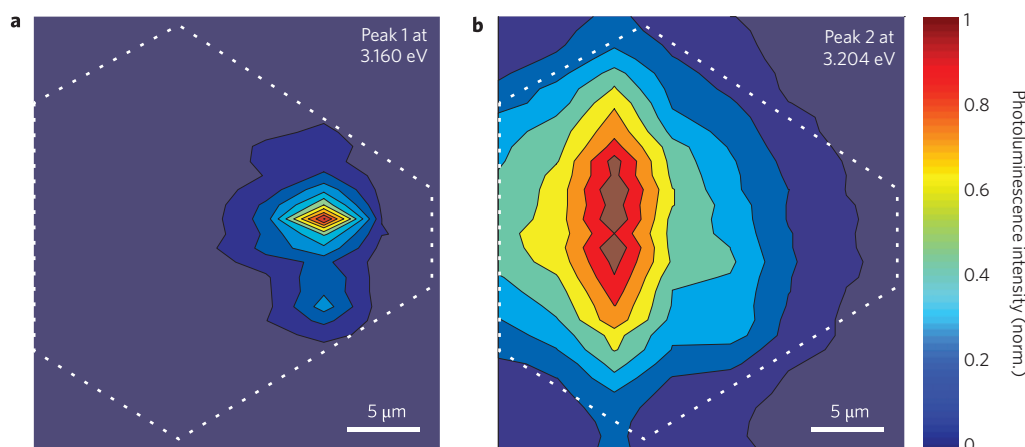 a
Peak 1 at
3.160 eV
5 μm
b
Peak 2 at
3.204 eV
5 μm
1
0.8
0.6
0.4
0.2
0
Photoluminescence intensity (norm.)